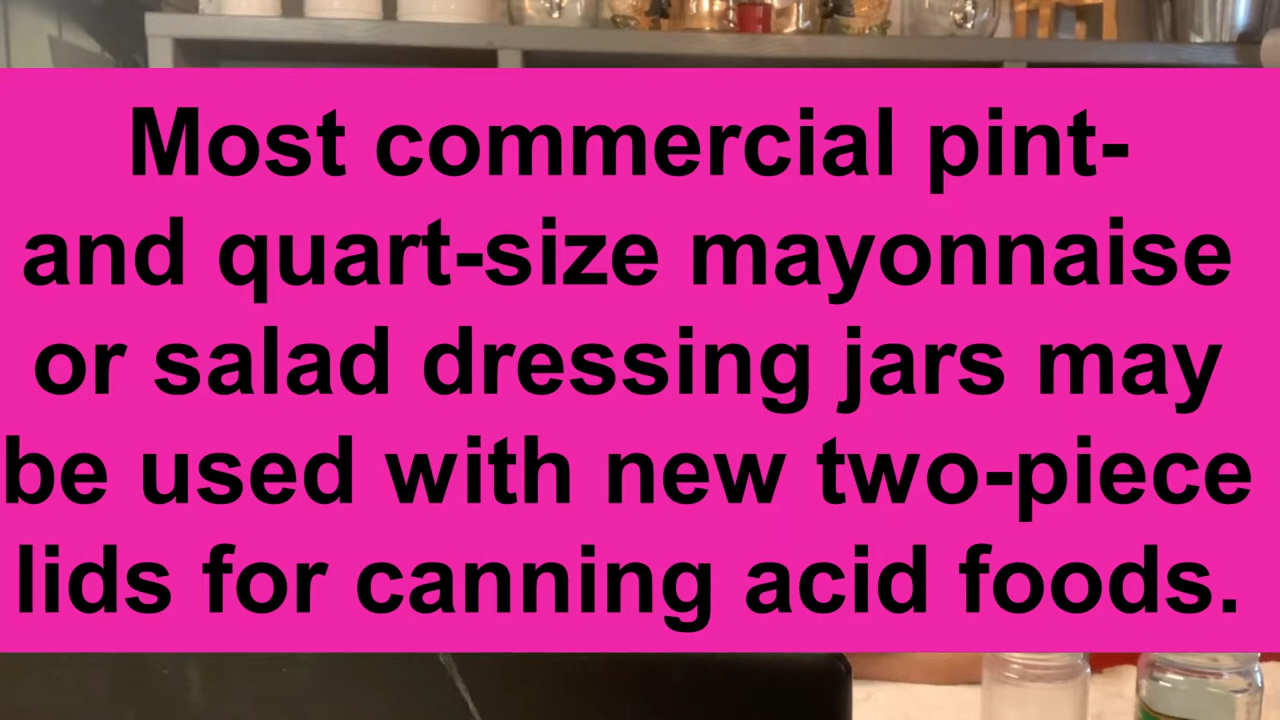 Most commercial pint-
and quart-size mayonnaise
or salad dressing jars may
be used with new two-piece
lids for canning acid foods.